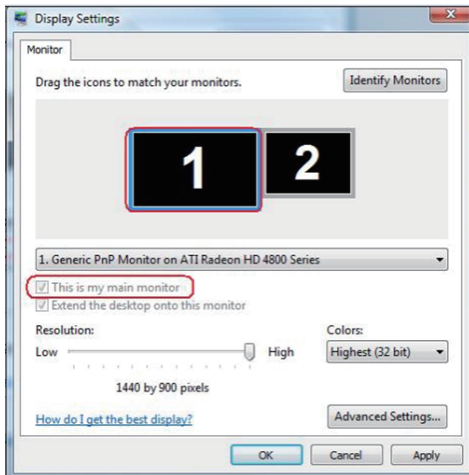 Display Settings
Monitor
Drag the icons to match your monitors.
Identify Monitors
1 2
1. Generic PnP Monitor on ATI Radeon HD 4800 Series
This is my main monitor
Extend the desktop onto this monitor
Resolution:
Colors:
Low High
Highest (32 bit)
1440 by 900 pixels
How do I get the best display?
Advanced Settings...
OK Cancel Apply